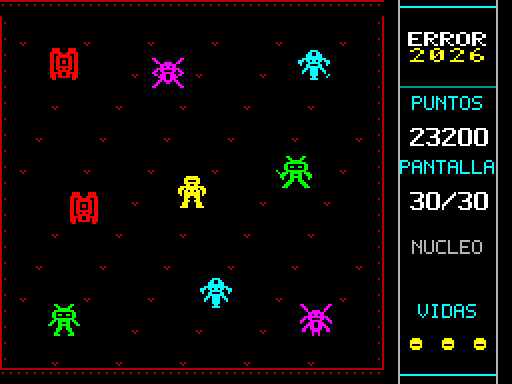 ERROR
2026
PUNTOS
23200
PANTALLA
30/30
NUCLEO
VIDAS